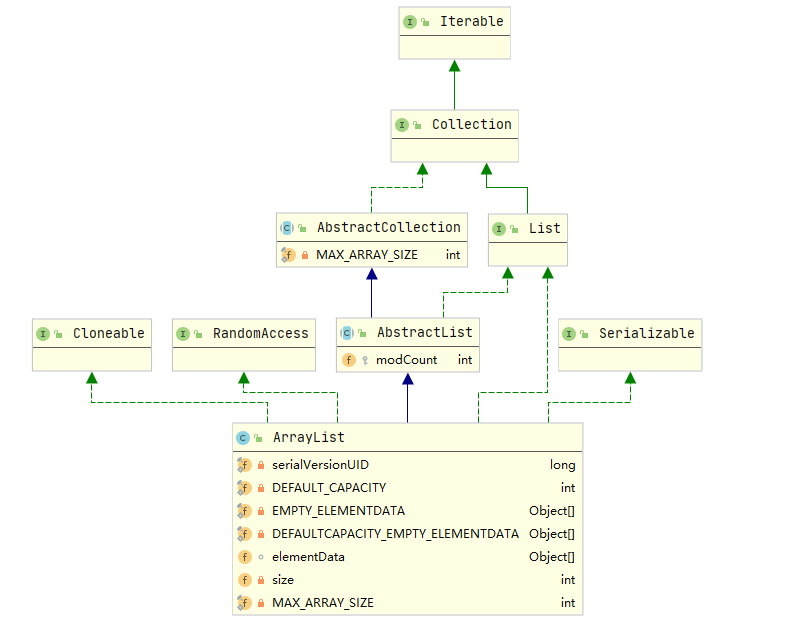 Iterable
Collection
AbstractCollection
MAX_ARRAY_SIZE int
List
Cloneable
RandomAccess
AbstractList
modCount int
Serializable
ArrayList
serialVersionUID long
DEFAULT_CAPACITY int
EMPTY_ELEMENTDATA Object[]
DEFAULTCAPACITY_EMPTY_ELEMENTDATA Object[]
elementData Object[]
size int
MAX_ARRAY_SIZE int